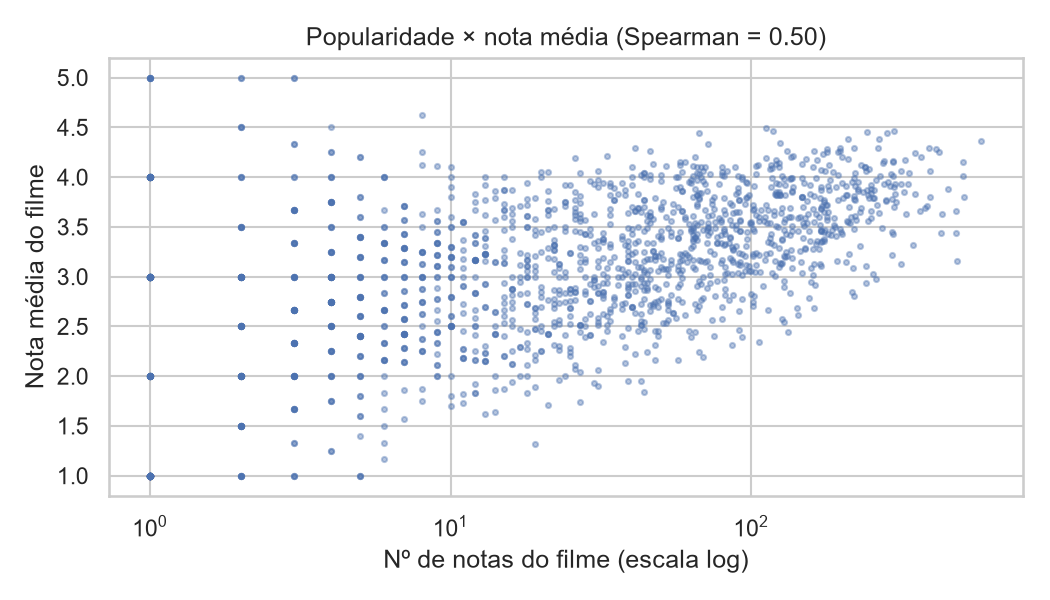 Popularidade × nota média (Spearman = 0.50)
Nota média do filme
5.0
4.5
4.0
3.5
3.0
2.5
2.0
1.5
1.0
10⁰ 10¹ 10²
Nº de notas do filme (escala log)